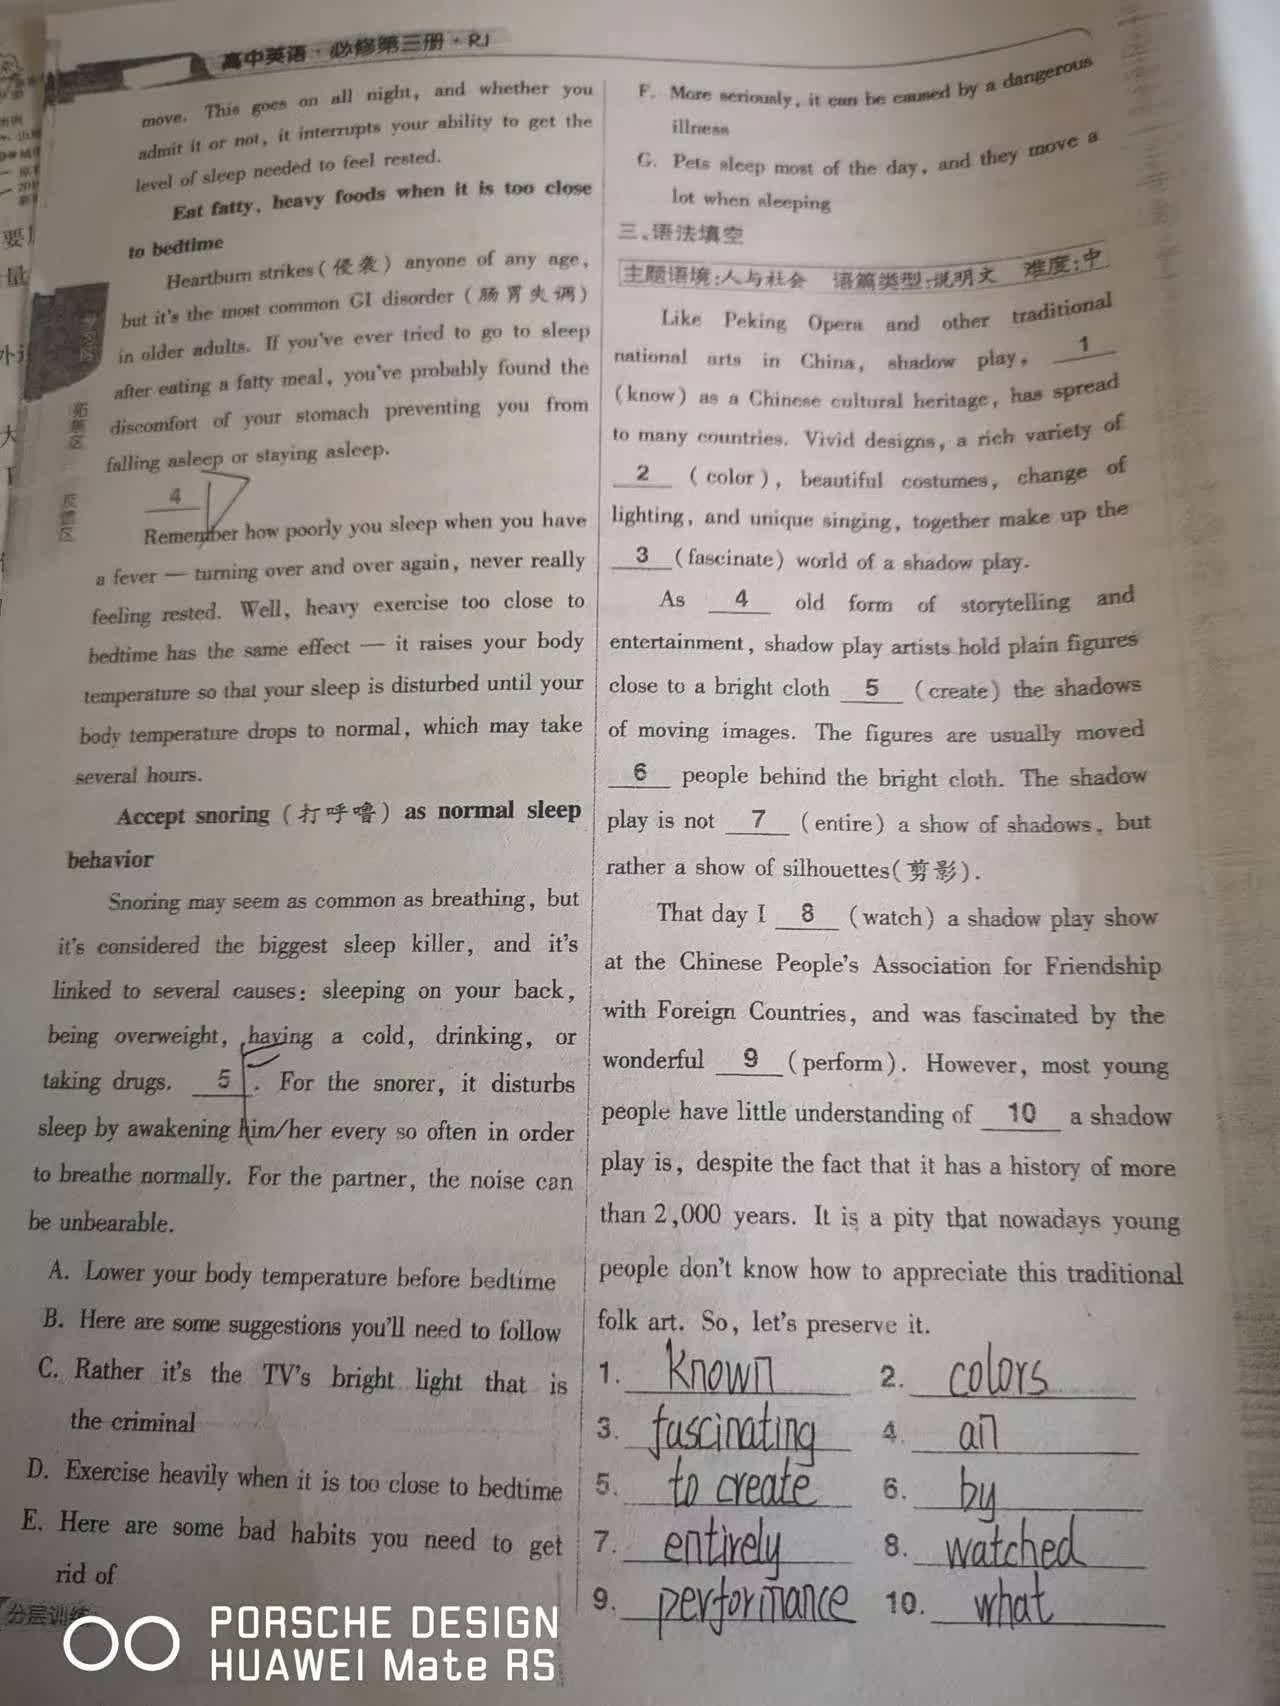 高中英语·必修第三册·RJ
move. This goes on all night, and whether you
admit it or not, it interrupts your ability to get the
level of sleep needed to feel rested.
Eat fatty, heavy foods when it is too close
to bedtime
Heartburn strikes(侵袭) anyone of any age,
but it's the most common GI disorder(肠胃失调)
in older adults. If you've ever tried to go to sleep
after eating a fatty meal, you've probably found the
discomfort of your stomach preventing you from
falling asleep or staying asleep.
4
Remember how poorly you sleep when you have
a fever — turning over and over again, never really
feeling rested. Well, heavy exercise too close to
bedtime has the same effect — it raises your body
temperature so that your sleep is disturbed until your
body temperature drops to normal, which may take
several hours.
Accept snoring(打呼噜) as normal sleep
behavior
Snoring may seem as common as breathing, but
it's considered the biggest sleep killer, and it's
linked to several causes: sleeping on your back,
being overweight, having a cold, drinking, or
taking drugs. 5 . For the snorer, it disturbs
sleep by awakening him/her every so often in order
to breathe normally. For the partner, the noise can
be unbearable.
A. Lower your body temperature before bedtime
B. Here are some suggestions you'll need to follow
C. Rather it's the TV's bright light that is
the criminal
D. Exercise heavily when it is too close to bedtime
E. Here are some bad habits you need to get
rid of
F. More seriously, it can be caused by a dangerous
illness
G. Pets sleep most of the day, and they move a
lot when sleeping
三、语法填空
主题语境:人与社会 语篇类型:说明文 难度:中
Like Peking Opera and other traditional
national arts in China, shadow play, 1
(know) as a Chinese cultural heritage, has spread
to many countries. Vivid designs, a rich variety of
2 (color), beautiful costumes, change of
lighting, and unique singing, together make up the
3 (fascinate) world of a shadow play.
As 4 old form of storytelling and
entertainment, shadow play artists hold plain figures
close to a bright cloth 5 (create) the shadows
of moving images. The figures are usually moved
6 people behind the bright cloth. The shadow
play is not 7 (entire) a show of shadows, but
rather a show of silhouettes(剪影).
That day I 8 (watch) a shadow play show
at the Chinese People's Association for Friendship
with Foreign Countries, and was fascinated by the
wonderful 9 (perform). However, most young
people have little understanding of 10 a shadow
play is, despite the fact that it has a history of more
than 2,000 years. It is a pity that nowadays young
people don't know how to appreciate this traditional
folk art. So, let's preserve it.
1. known 2. colors
3. fascinating 4. an
5. to create 6. by
7. entirely 8. watched
9. performance 10. what
拓展区
反馈区
分层训练
PORSCHE DESIGN
HUAWEI Mate RS